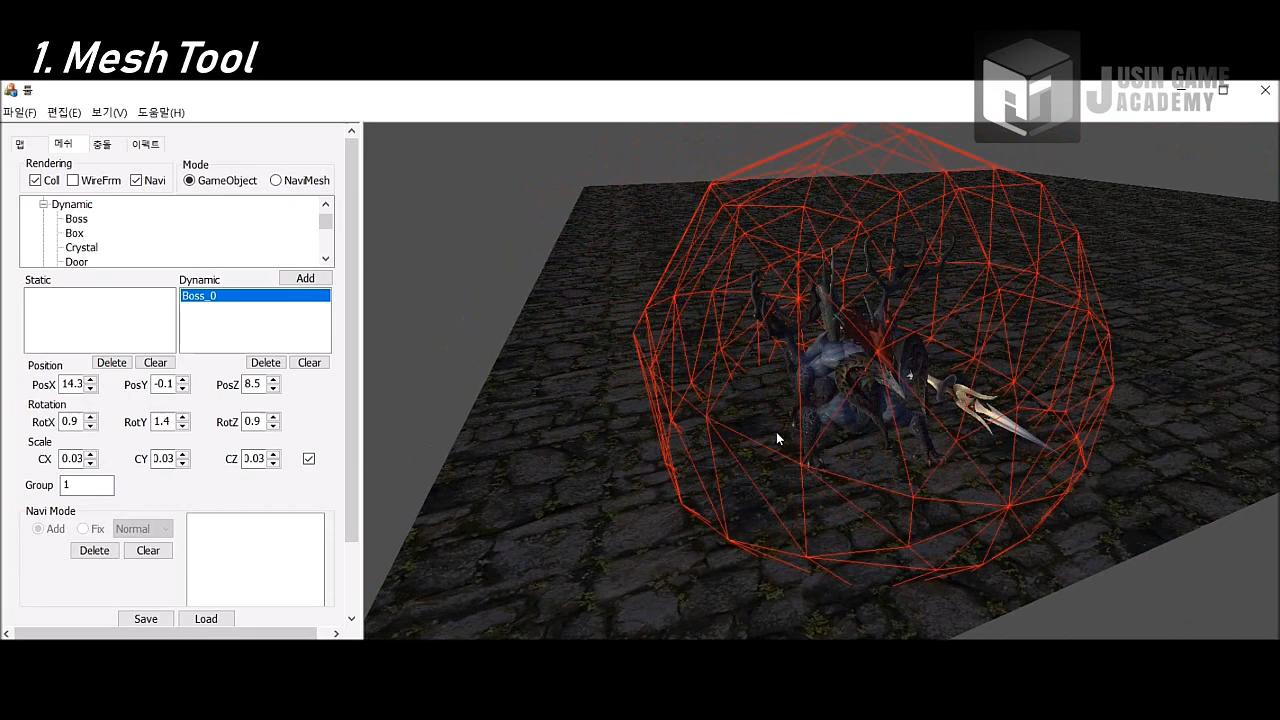 1. Mesh Tool
JUSIN GAME ACADEMY
툴
파일(F) 편집(E) 보기(V) 도움말(H)
맵 메쉬 충돌 이펙트
Rendering Mode
Coll WireFrm Navi GameObject NaviMesh
Dynamic
Boss
Box
Crystal
Door
Static Dynamic Add
Boss_0
Position Delete Clear Delete Clear
PosX 14.3 PosY -0.1 PosZ 8.5
Rotation
RotX 0.9 RotY 1.4 RotZ 0.9
Scale
CX 0.03 CY 0.03 CZ 0.03
Group 1
Navi Mode
Add Fix Normal
Delete Clear
Save Load